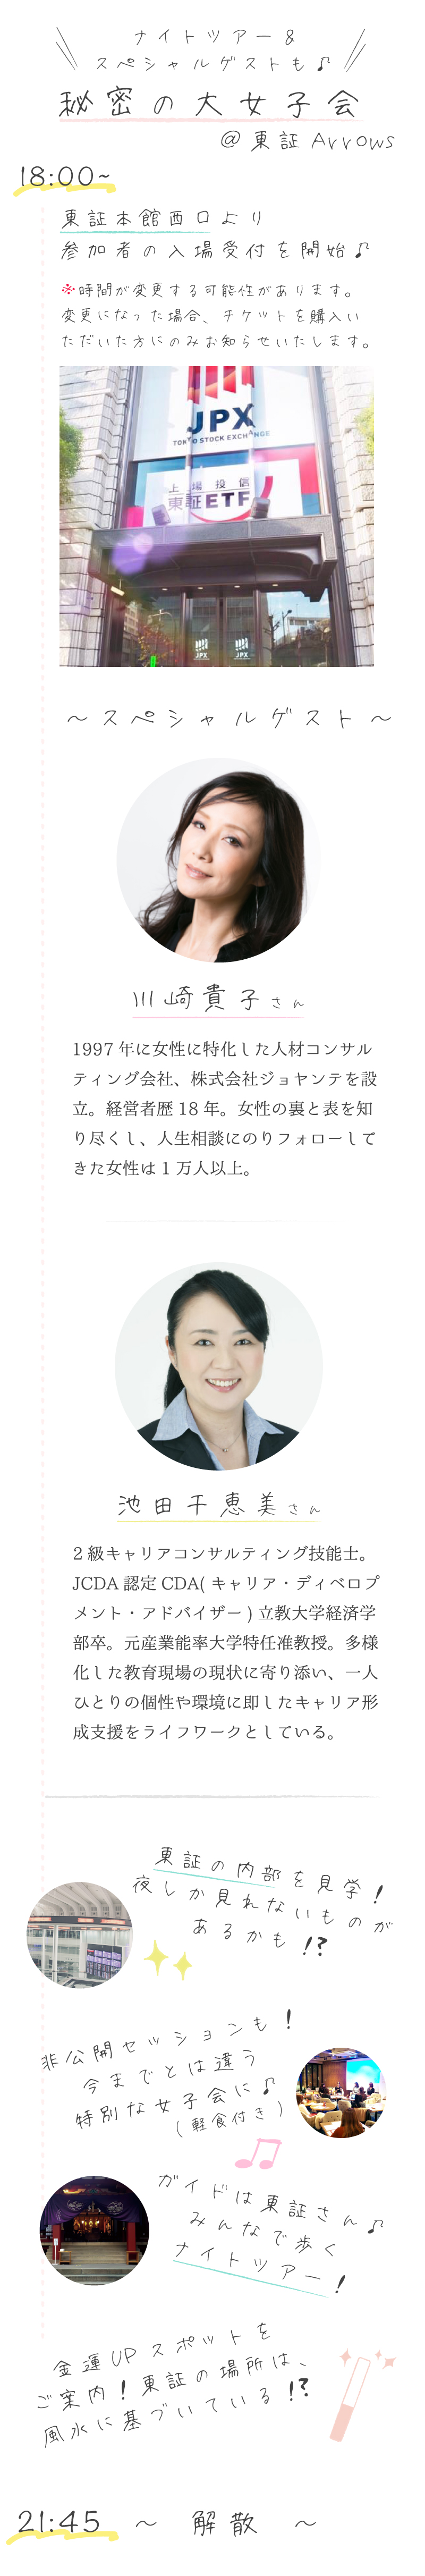 ナイトツアー&
スペシャルゲストも♪
秘密の大女子会
@東証Arrows
18:00~
東証本館西口より
参加者の入場受付を開始♪
※時間が変更する可能性があります。
変更になった場合、チケットを購入い
ただいた方にのみお知らせいたします。
JPX
TOKYO STOCK EXCHANGE
上場投信
東証ETF
JPX
JPX
～スペシャルゲスト～
川崎貴子さん
1997年に女性に特化した人材コンサル
ティング会社、株式会社ジョヤンテを設
立。経営者歴18年。女性の裏と表を知
り尽くし、人生相談にのりフォローして
きた女性は1万人以上。
池田千恵美さん
2級キャリアコンサルティング技能士。
JCDA認定CDA(キャリア・ディベロプ
メント・アドバイザー)立教大学経済学
部卒。元産業能率大学特任准教授。多様
化した教育現場の現状に寄り添い、一人
ひとりの個性や環境に即したキャリア形
成支援をライフワークとしている。
東証の内部を見学!
夜しか見れないものが
あるかも!?
非公開セッションも!
今までとは違う
特別な女子会に♪
(軽食付き)
ガイドは東証さん♪
みんなで歩く
ナイトツアー!
金運UPスポットを
ご案内!東証の場所は、
風水に基づいている!?
21:45 ～ 解散 ～